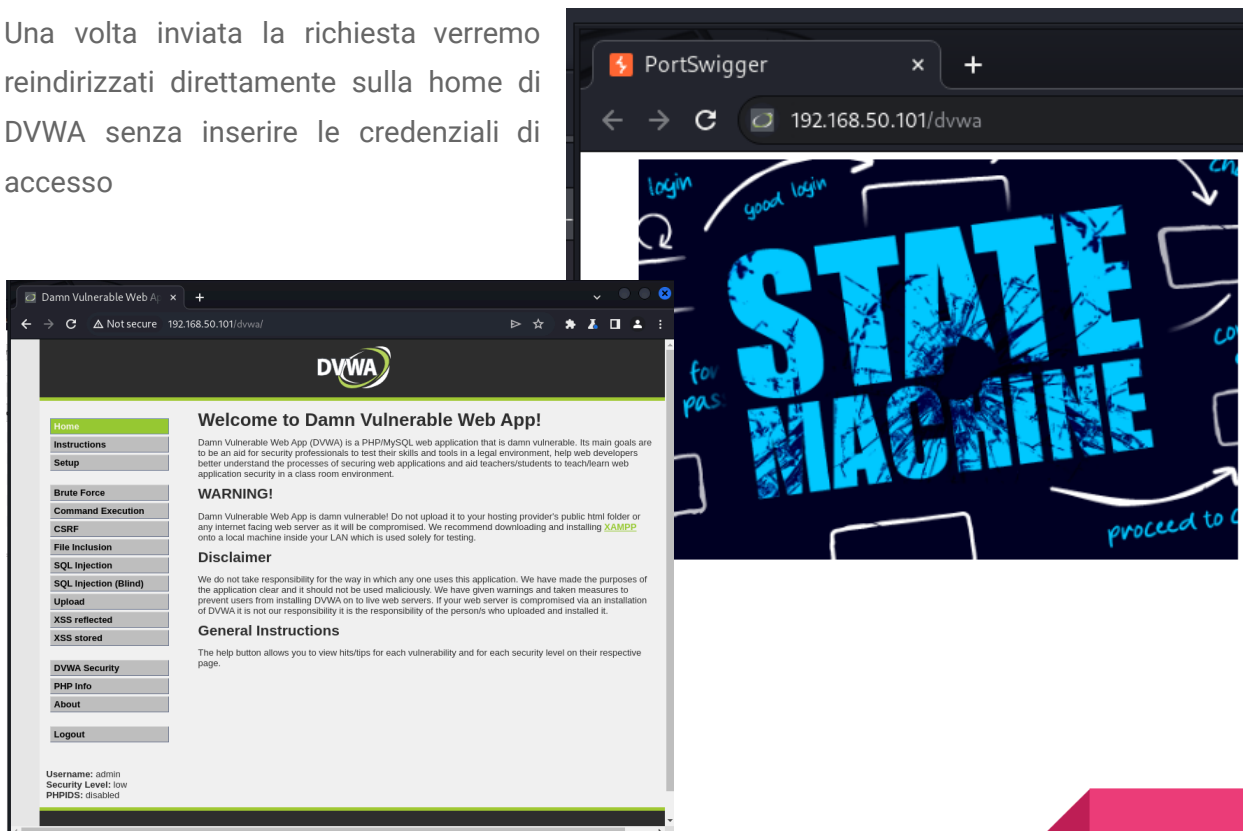 Una volta inviata la richiesta verremo
reindirizzati direttamente sulla home di
DVWA senza inserire le credenziali di
accesso
PortSwigger
192.168.50.101/dvwa
login
good login
STATE
MACHINE
for
pas
proceed to c
Damn Vulnerable Web Ap
Not secure 192.168.50.101/dvwa/
DVWA
Home
Instructions
Setup
Brute Force
Command Execution
CSRF
File Inclusion
SQL Injection
SQL Injection (Blind)
Upload
XSS reflected
XSS stored
DVWA Security
PHP Info
About
Logout
Welcome to Damn Vulnerable Web App!
Damn Vulnerable Web App (DVWA) is a PHP/MySQL web application that is damn vulnerable. Its main goals are
to be an aid for security professionals to test their skills and tools in a legal environment, help web developers
better understand the processes of securing web applications and aid teachers/students to teach/learn web
application security in a class room environment.
WARNING!
Damn Vulnerable Web App is damn vulnerable! Do not upload it to your hosting provider's public html folder or
any internet facing web server as it will be compromised. We recommend downloading and installing XAMPP
onto a local machine inside your LAN which is used solely for testing.
Disclaimer
We do not take responsibility for the way in which any one uses this application. We have made the purposes of
the application clear and it should not be used maliciously. We have given warnings and taken measures to
prevent users from installing DVWA on to live web servers. If your web server is compromised via an installation
of DVWA it is not our responsibility it is the responsibility of the person/s who uploaded and installed it.
General Instructions
The help button allows you to view hits/tips for each vulnerability and for each security level on their respective
page.
Username: admin
Security Level: low
PHPIDS: disabled